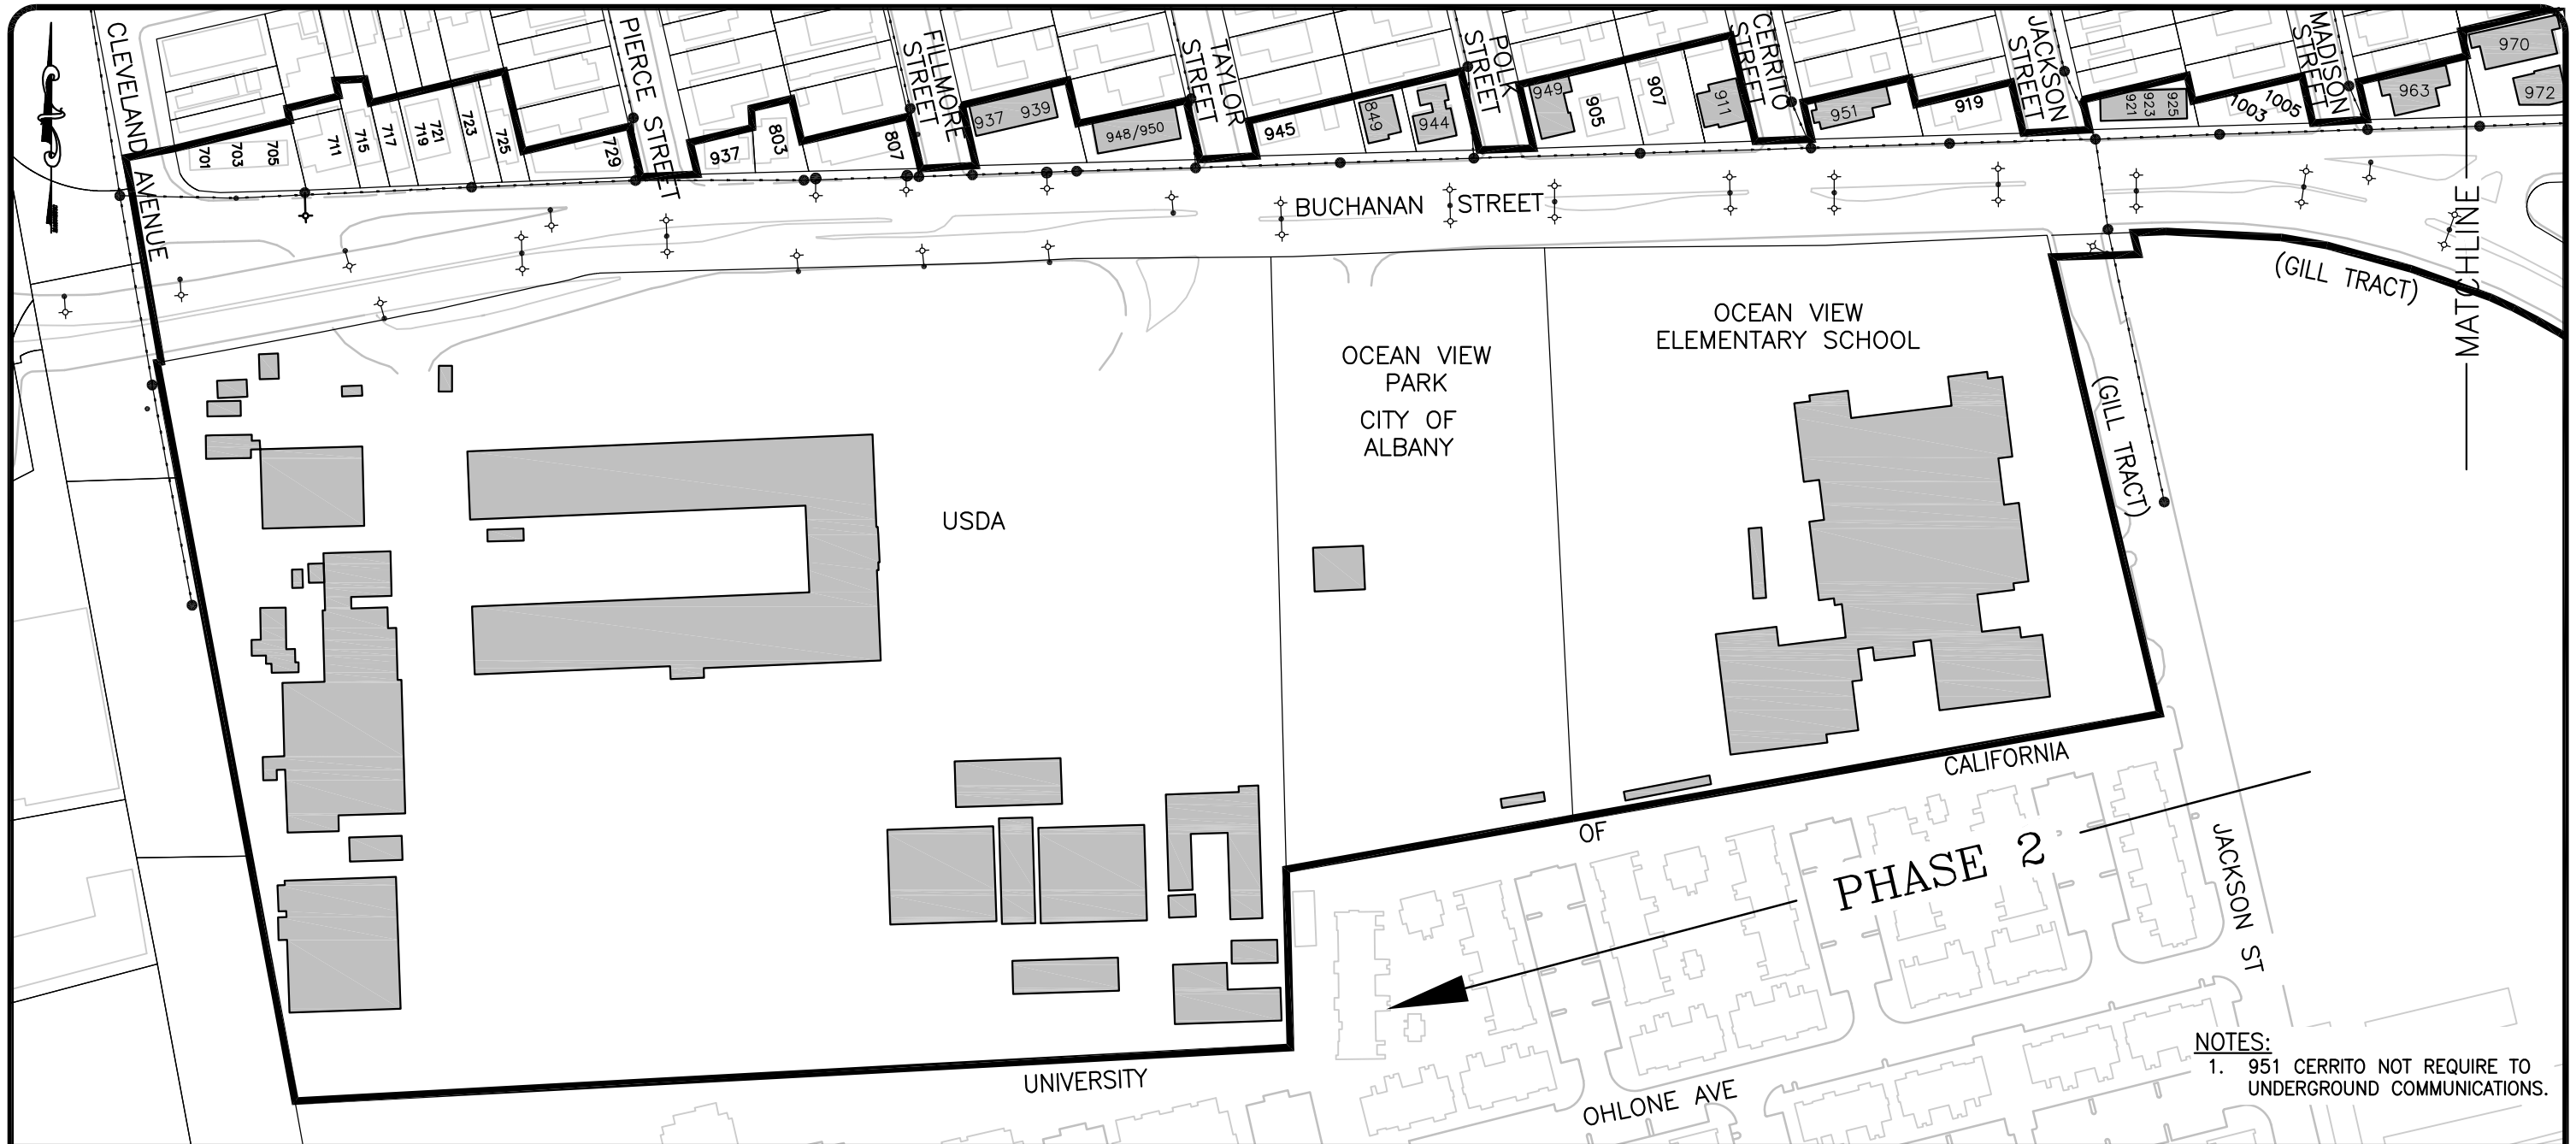 CLEVELAND AVENUE
PIERCE STREET
FILLMORE
STREET
TAYLOR
STREET
POLK
STREET
CERRITO
STREET
JACKSON
STREET
MADISON
STREET
701
703
705
711
715
717
719
721
723
725
729
937
803
807
937 939
948/950
945
849
944
949
905
907
911
951
919
921
923
925
1003
1005
963
970
972
BUCHANAN STREET
MATCHLINE
(GILL TRACT)
(GILL TRACT)
OCEAN VIEW
ELEMENTARY SCHOOL
OCEAN VIEW
PARK
CITY OF
ALBANY
USDA
UNIVERSITY
OF
CALIFORNIA
PHASE 2
JACKSON ST
OHLONE AVE
NOTES:
1. 951 CERRITO NOT REQUIRE TO
UNDERGROUND COMMUNICATIONS.